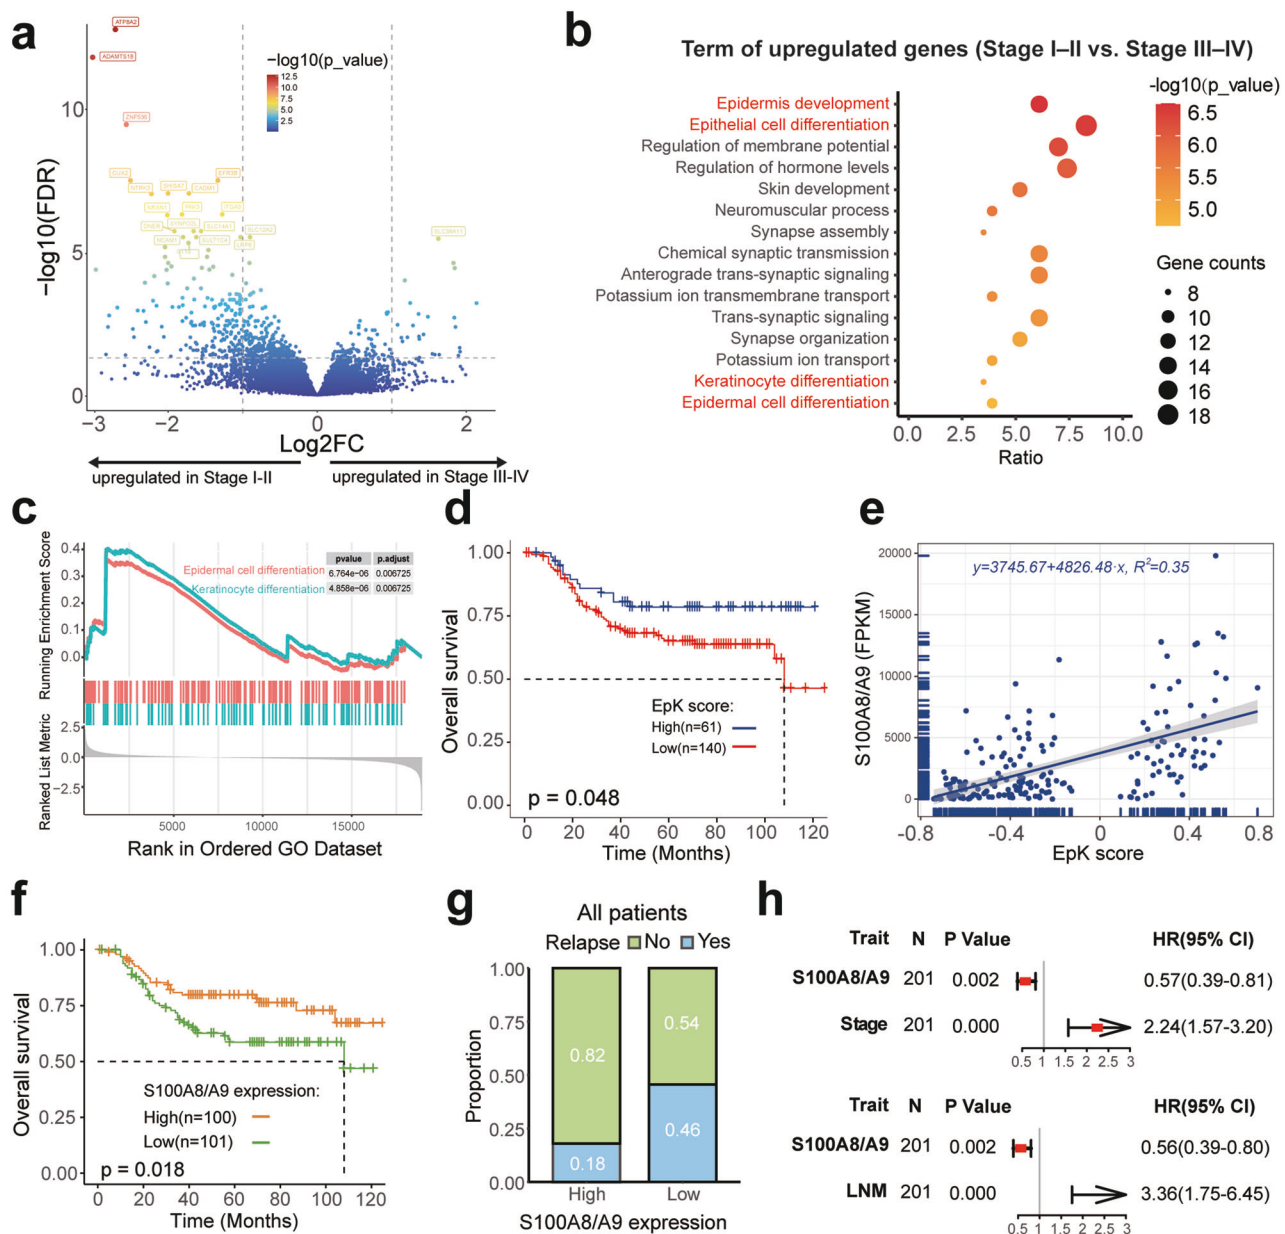 a
ATP8A2
ADAMTS18
ZNF536
CUX2
EFR3B
NTRK3
SHISA7
CADM1
ITGA9
SLC14A1
SLC12A2
SLC38A11
NCAM1
SULT1C4
LRP8
−log10(p_value)
12.5
10.0
7.5
5.0
2.5
10
5
0
−log10(FDR)
−3
−2
0
2
Log2FC
upregulated in Stage I-II
upregulated in Stage III-IV
b
Term of upregulated genes (Stage I–II vs. Stage III–IV)
Epidermis development
Epithelial cell differentiation
Regulation of membrane potential
Regulation of hormone levels
Skin development
Neuromuscular process
Synapse assembly
Chemical synaptic transmission
Anterograde trans-synaptic signaling
Potassium ion transmembrane transport
Trans-synaptic signaling
Synapse organization
Potassium ion transport
Keratinocyte differentiation
Epidermal cell differentiation
0.0 2.5 5.0 7.5 10.0
Ratio
-log10(p_value)
6.5
6.0
5.5
5.0
Gene counts
8
10
12
14
16
18
c
Running Enrichment Score
0.4
0.3
0.2
0.1
0.0
Epidermal cell differentiation
Keratinocyte differentiation
pvalue p.adjust
6.764e−06 0.006725
4.858e−06 0.006725
Ranked List Metric
2.5
0.0
−2.5
5000 10000 15000
Rank in Ordered GO Dataset
d
Overall survival
1.00
0.75
0.50
0.25
0.00
EpK score:
High(n=61)
Low(n=140)
p = 0.048
0 20 40 60 80 100 120
Time (Months)
e
S100A8/A9 (FPKM)
20000
15000
10000
5000
0
y=3745.67+4826.48·x, R²=0.35
-0.8 -0.4 0 0.4 0.8
EpK score
f
Overall survival
1.00
0.75
0.50
0.25
0.00
S100A8/A9 expression:
High(n=100)
Low(n=101)
p = 0.018
0 20 40 60 80 100 120
Time (Months)
g
All patients
Relapse No Yes
Proportion
1.00
0.75
0.50
0.25
0.00
0.82
0.18
0.54
0.46
High Low
S100A8/A9 expression
h
Trait N P Value HR(95% CI)
S100A8/A9 201 0.002 0.57(0.39-0.81)
Stage 201 0.000 2.24(1.57-3.20)
0.5 1 1.5 2 2.5 3
Trait N P Value HR(95% CI)
S100A8/A9 201 0.002 0.56(0.39-0.80)
LNM 201 0.000 3.36(1.75-6.45)
0.5 1 1.5 2 2.5 3